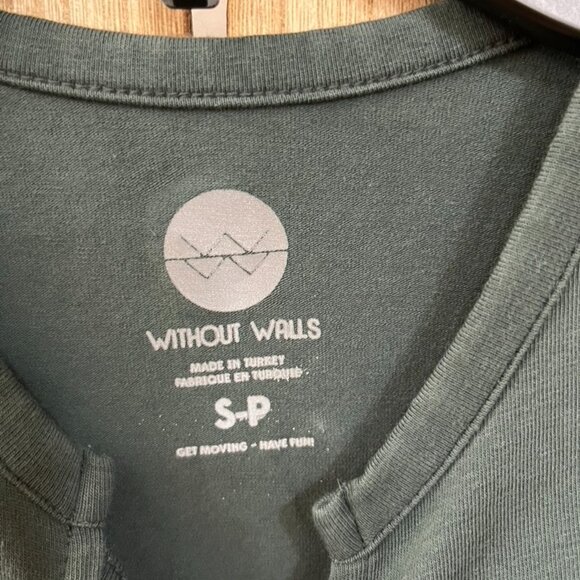 WITHOUT WALLS
MADE IN TURKEY
FABRIQUE EN TURQUIE
S-P
GET MOVING - HAVE FUN!